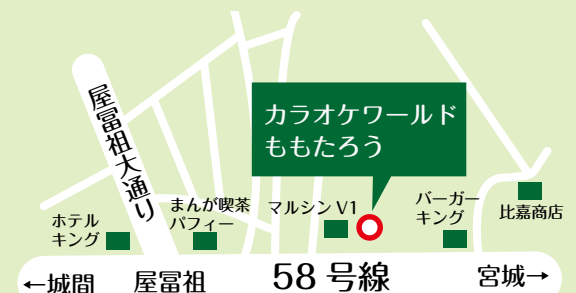 カラオケワールド
ももたろう
屋冨祖大通り
ホテル
キング
まんが喫茶
パフィー
マルシン V1
バーガー
キング
比嘉商店
←城間
屋冨祖
58 号線
宮城→